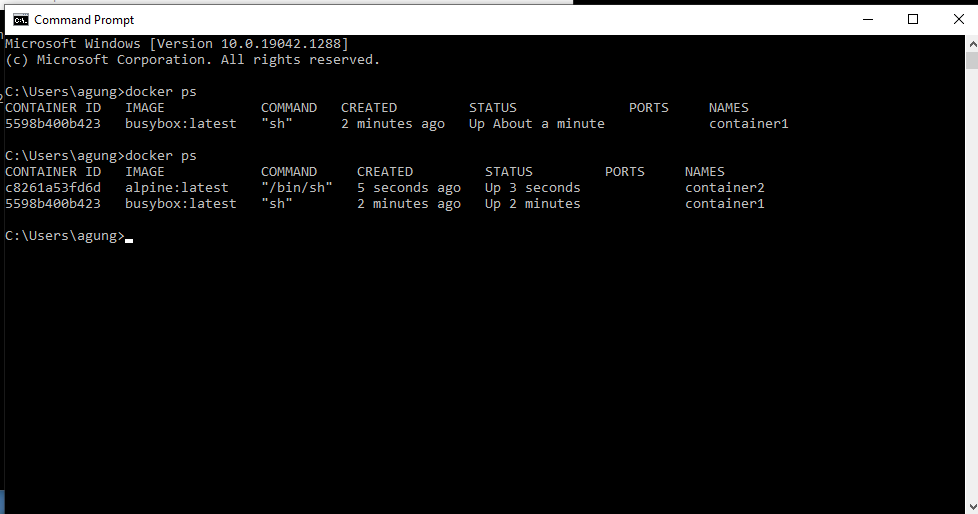 Command Prompt
Microsoft Windows [Version 10.0.19042.1288]
(c) Microsoft Corporation. All rights reserved.
C:\Users\agung>docker ps
CONTAINER ID   IMAGE            COMMAND   CREATED         STATUS              PORTS     NAMES
5598b400b423   busybox:latest   "sh"      2 minutes ago   Up About a minute             container1
C:\Users\agung>docker ps
CONTAINER ID   IMAGE            COMMAND     CREATED         STATUS         PORTS     NAMES
c8261a53fd6d   alpine:latest    "/bin/sh"   5 seconds ago   Up 3 seconds             container2
5598b400b423   busybox:latest   "sh"        2 minutes ago   Up 2 minutes             container1
C:\Users\agung>